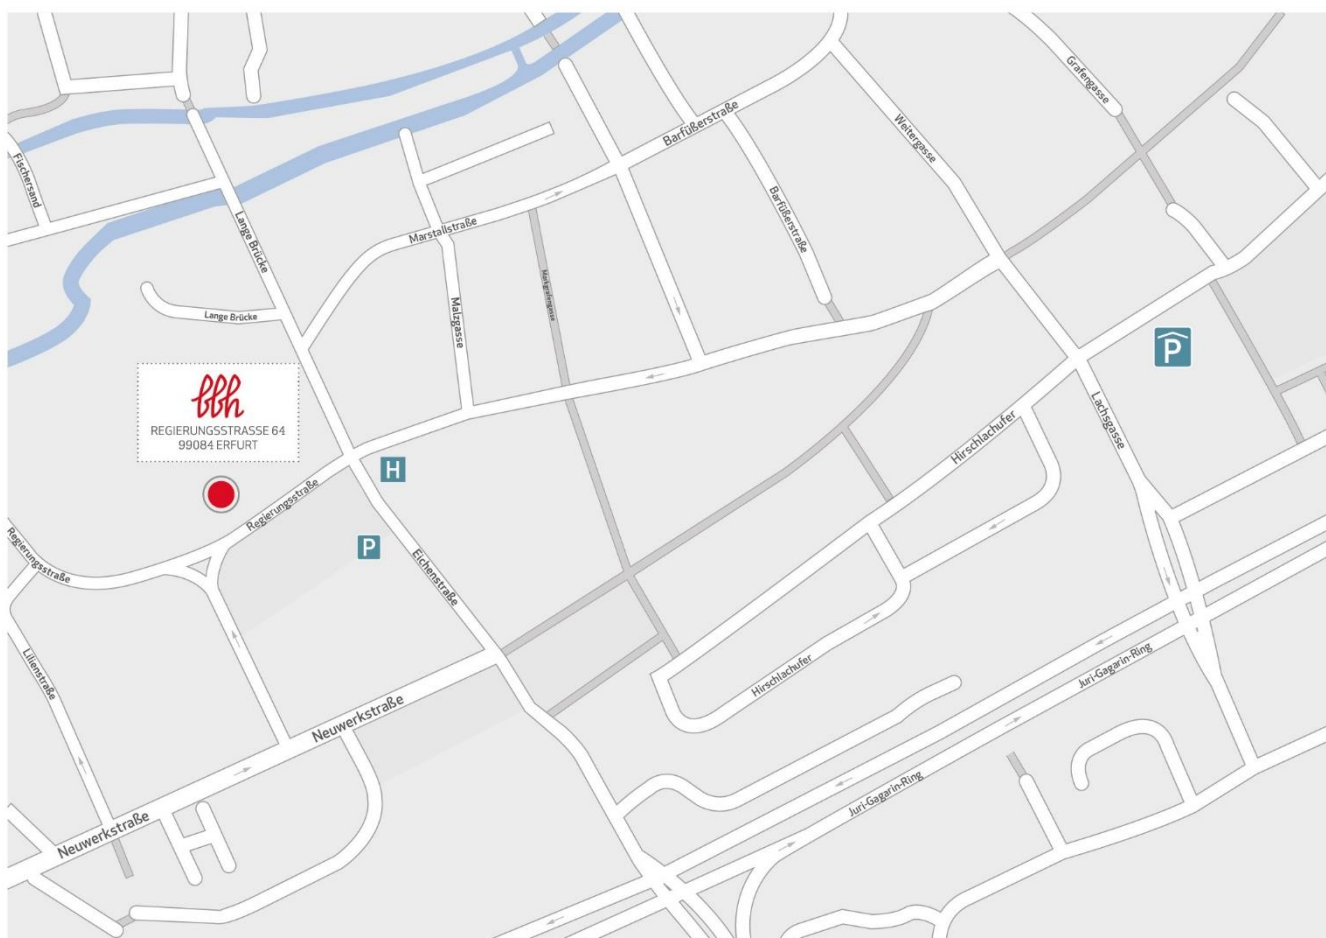 Grafengasse
Barfüßerstraße
Weitergasse
Fischersand
Barfüßerstraße
Lange Brücke
Marstallstraße
Markgrafengasse
Malzgasse
Lange Brücke
P
bbh
REGIERUNGSSTRASSE 64
99084 ERFURT
Lachsgasse
Hirschlachufer
H
Regierungsstraße
P
Regierungsstraße
Eichenstraße
Lilienstraße
Hirschlachufer
Juri-Gagarin-Ring
Neuwerkstraße
Juri-Gagarin-Ring
Neuwerkstraße